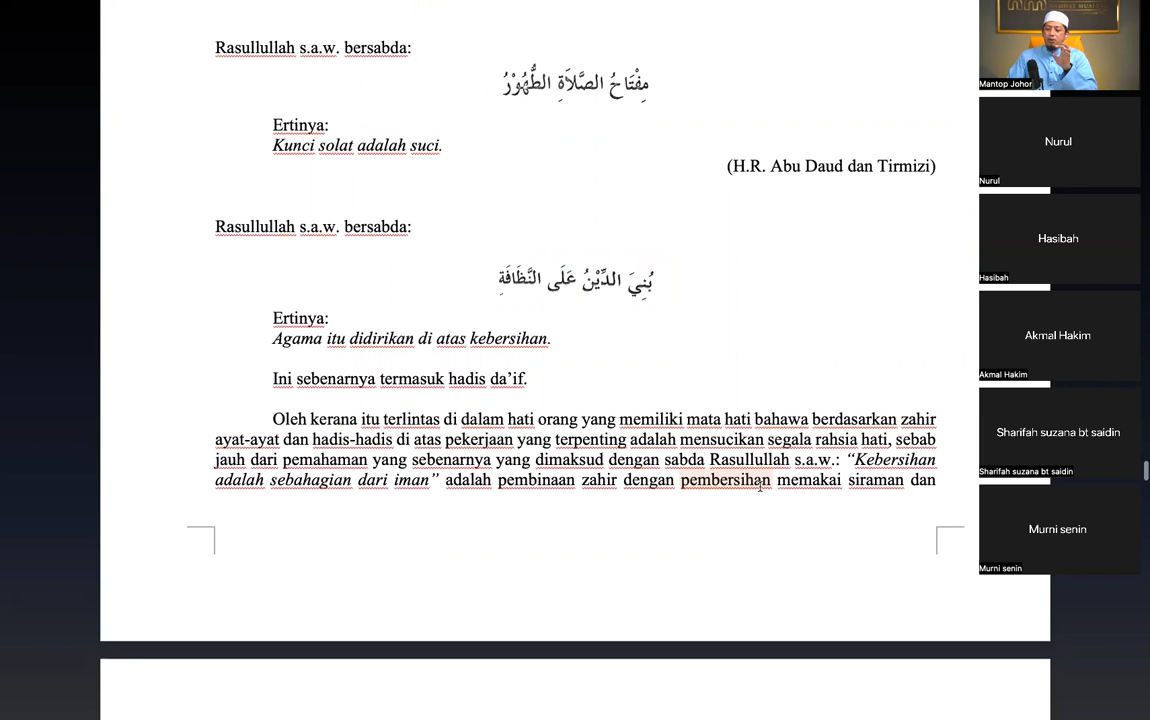 Rasullullah s.a.w. bersabda:
مِفْتَاحُ الصَّلاَةِ الطُّهُوْرُ
Ertinya:
Kunci solat adalah suci.
(H.R. Abu Daud dan Tirmizi)
Rasullullah s.a.w. bersabda:
بُنِيَ الدِّيْنُ عَلَى النَّظَافَةِ
Ertinya:
Agama itu didirikan di atas kebersihan.
Ini sebenarnya termasuk hadis da’if.
Oleh kerana itu terlintas di dalam hati orang yang memiliki mata hati bahawa berdasarkan zahir
ayat-ayat dan hadis-hadis di atas pekerjaan yang terpenting adalah mensucikan segala rahsia hati, sebab
jauh dari pemahaman yang sebenarnya yang dimaksud dengan sabda Rasullullah s.a.w.: “Kebersihan
adalah sebahagian dari iman” adalah pembinaan zahir dengan pembersihan memakai siraman dan
Mantop Johor
Nurul
Nurul
Hasibah
Hasibah
Akmal Hakim
Akmal Hakim
Sharifah suzana bt saidin
Sharifah suzana bt saidin
Murni senin
Murni senin